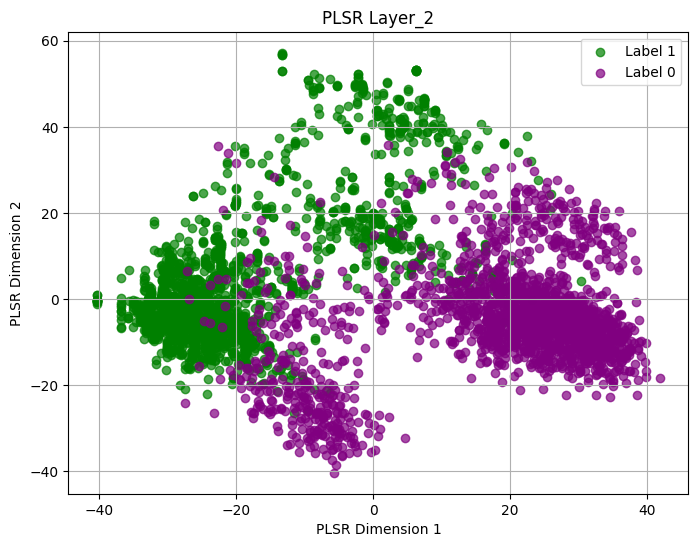 PLSR Layer_2
Label 1
Label 0
PLSR Dimension 2
60
40
20
0
−20
−40
−40
−20
0
20
40
PLSR Dimension 1